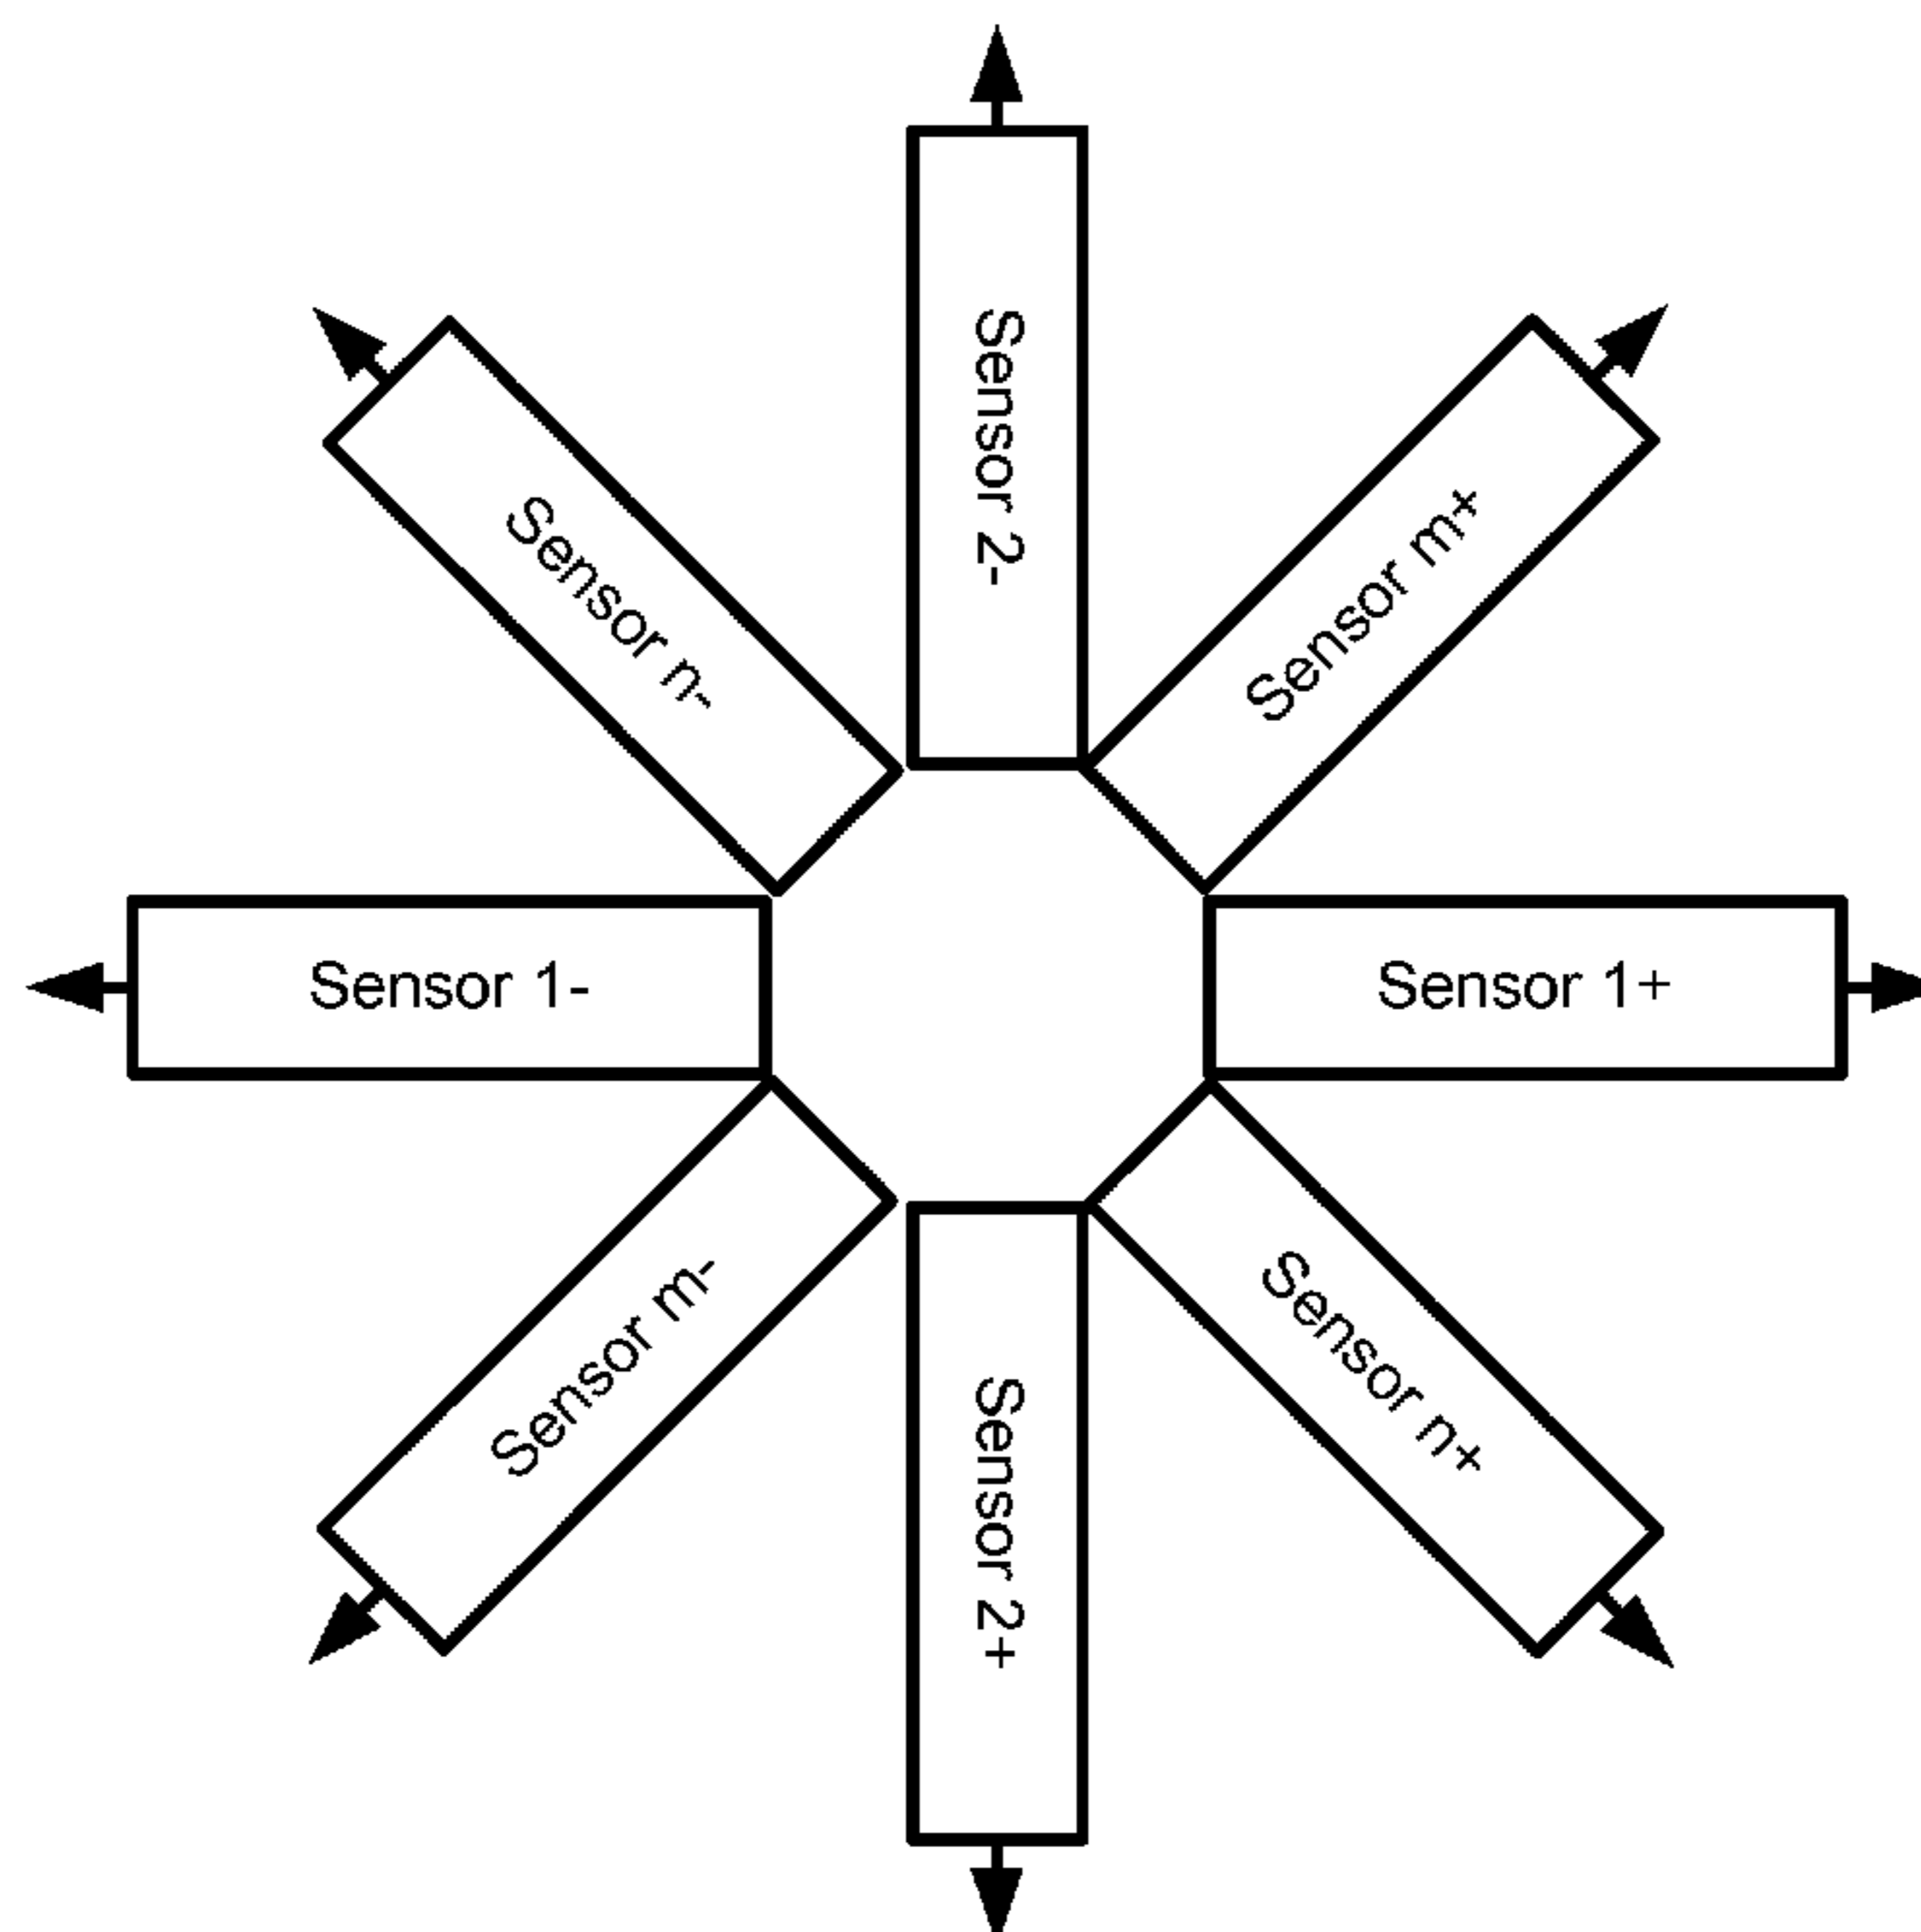 Sensor 2-
Sensor n-
Sensor m+
Sensor 1-
Sensor 1+
Sensor m-
Sensor n+
Sensor 2+